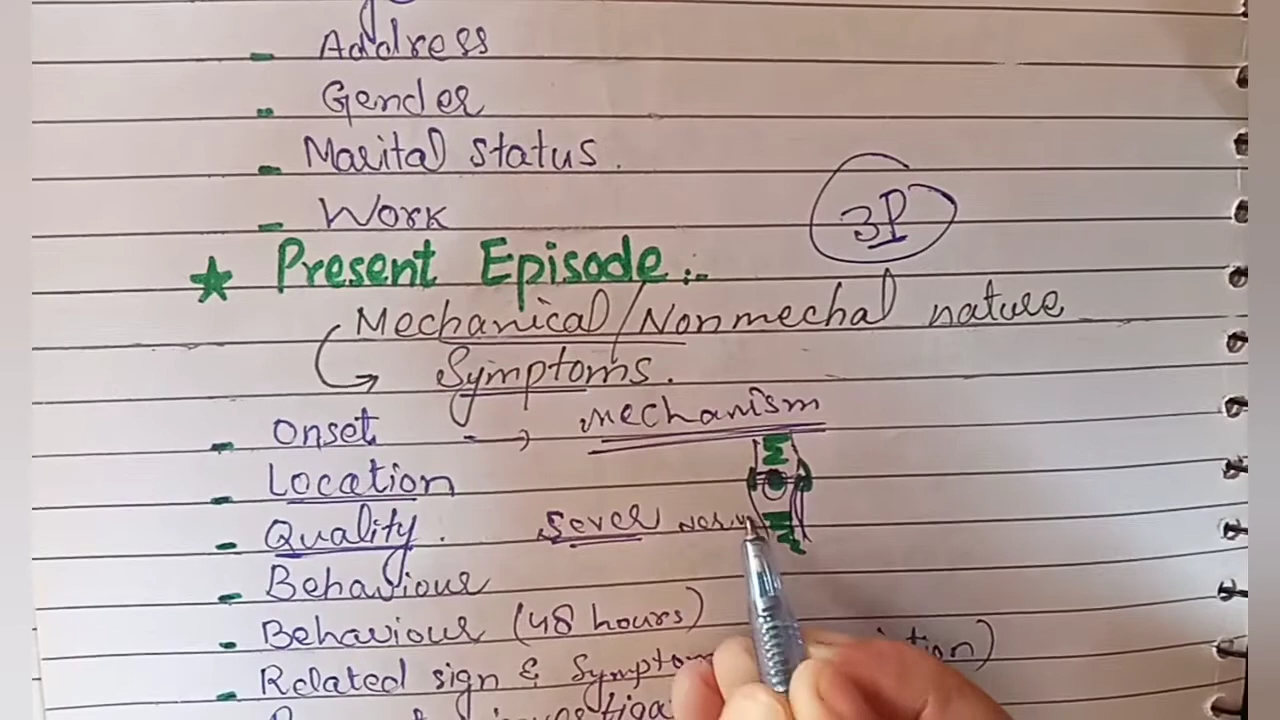 - Address
- Gender
- Marital status.
- Work
3P
★ Present Episode :-
Mechanical/Nonmechal nature
Symptoms.
- Onset → Mechanism
- Location
- Quality. Sever
- Behaviour
- Behaviour (48 hours)
- Related sign & Symptom